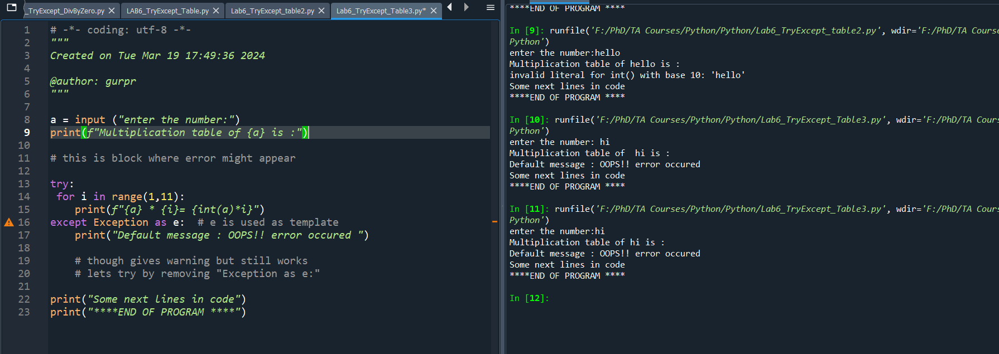 _TryExcept_DivByZero.py LAB6_TryExcept_Table.py Lab6_TryExcept_table2.py Lab6_TryExcept_Table3.py*
1 # -*- coding: utf-8 -*-
2 """
3 Created on Tue Mar 19 17:49:36 2024
4
5 @author: gurpr
6 """
7
8 a = input ("enter the number:")
9 print(f"Multiplication table of {a} is :")
10
11 # this is block where error might appear
12
13 try:
14  for i in range(1,11):
15     print(f"{a} * {i}= {int(a)*i}")
16 except Exception as e:  # e is used as template
17     print("Default message : OOPS!! error occured ")
18
19     # though gives warning but still works
20     # lets try by removing "Exception as e:"
21
22 print("Some next lines in code")
23 print("****END OF PROGRAM ****")
****END OF PROGRAM ****
In [9]: runfile('F:/PhD/TA Courses/Python/Python/Lab6_TryExcept_table2.py', wdir='F:/PhD/TA Course
Python')
enter the number:hello
Multiplication table of hello is :
invalid literal for int() with base 10: 'hello'
Some next lines in code
****END OF PROGRAM ****
In [10]: runfile('F:/PhD/TA Courses/Python/Python/Lab6_TryExcept_Table3.py', wdir='F:/PhD/TA Cours
Python')
enter the number: hi
Multiplication table of  hi is :
Default message : OOPS!! error occured
Some next lines in code
****END OF PROGRAM ****
In [11]: runfile('F:/PhD/TA Courses/Python/Python/Lab6_TryExcept_Table3.py', wdir='F:/PhD/TA Cours
Python')
enter the number:hi
Multiplication table of hi is :
Default message : OOPS!! error occured
Some next lines in code
****END OF PROGRAM ****
In [12]: